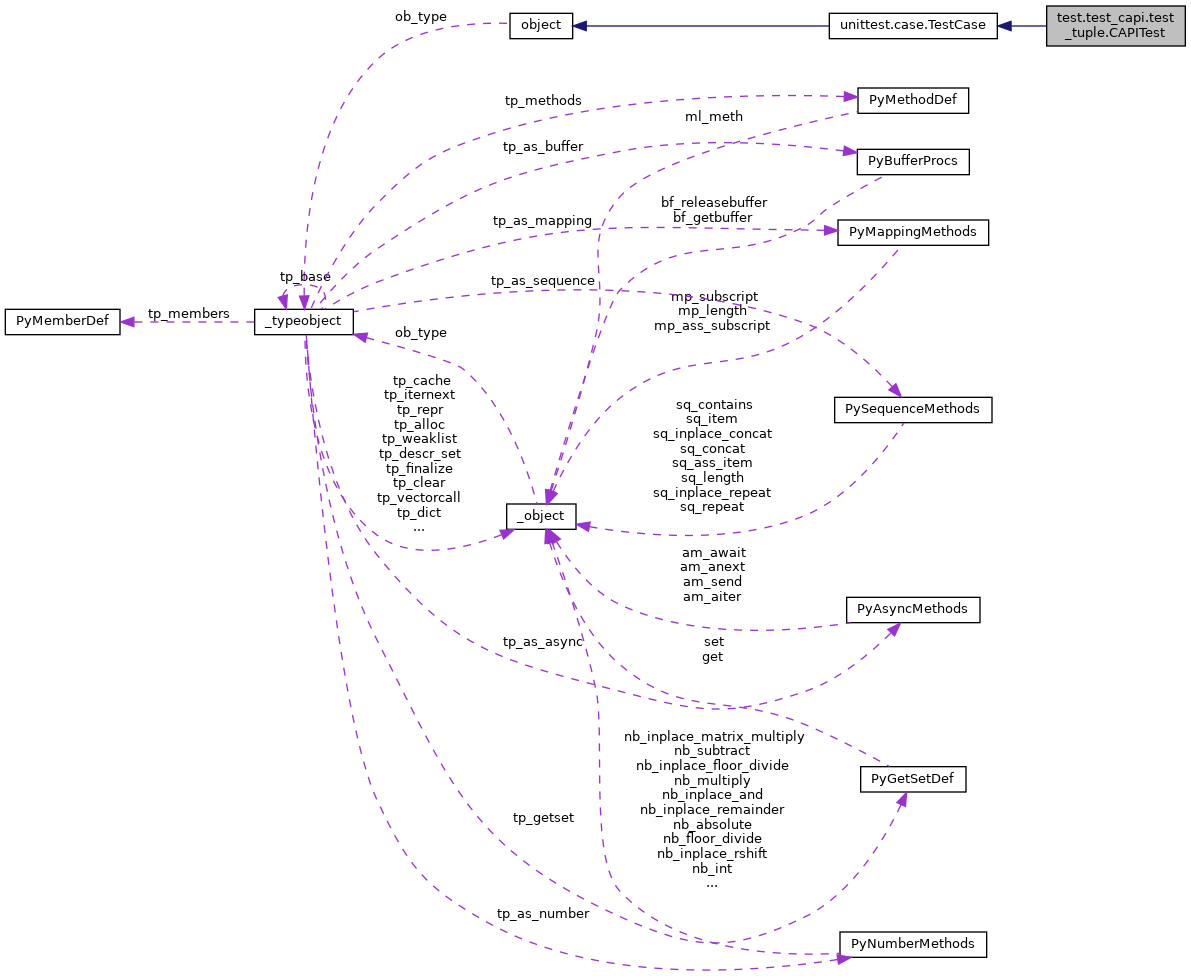 ob_type
object
unittest.case.TestCase
test.test_capi.test
_tuple.CAPITest
tp_methods
PyMethodDef
ml_meth
tp_as_buffer
PyBufferProcs
bf_releasebuffer
bf_getbuffer
tp_as_mapping
PyMappingMethods
tp_base
tp_as_sequence
mp_subscript
mp_length
mp_ass_subscript
PyMemberDef
tp_members
_typeobject
ob_type
tp_cache
tp_iternext
tp_repr
tp_alloc
tp_weaklist
tp_descr_set
tp_finalize
tp_clear
tp_vectorcall
tp_dict
...
sq_contains
sq_item
sq_inplace_concat
sq_concat
sq_ass_item
sq_length
sq_inplace_repeat
sq_repeat
PySequenceMethods
_object
am_await
am_anext
am_send
am_aiter
PyAsyncMethods
tp_as_async
set
get
nb_inplace_matrix_multiply
nb_subtract
nb_inplace_floor_divide
nb_multiply
nb_inplace_and
nb_inplace_remainder
nb_absolute
nb_floor_divide
nb_inplace_rshift
nb_int
...
PyGetSetDef
tp_getset
tp_as_number
PyNumberMethods